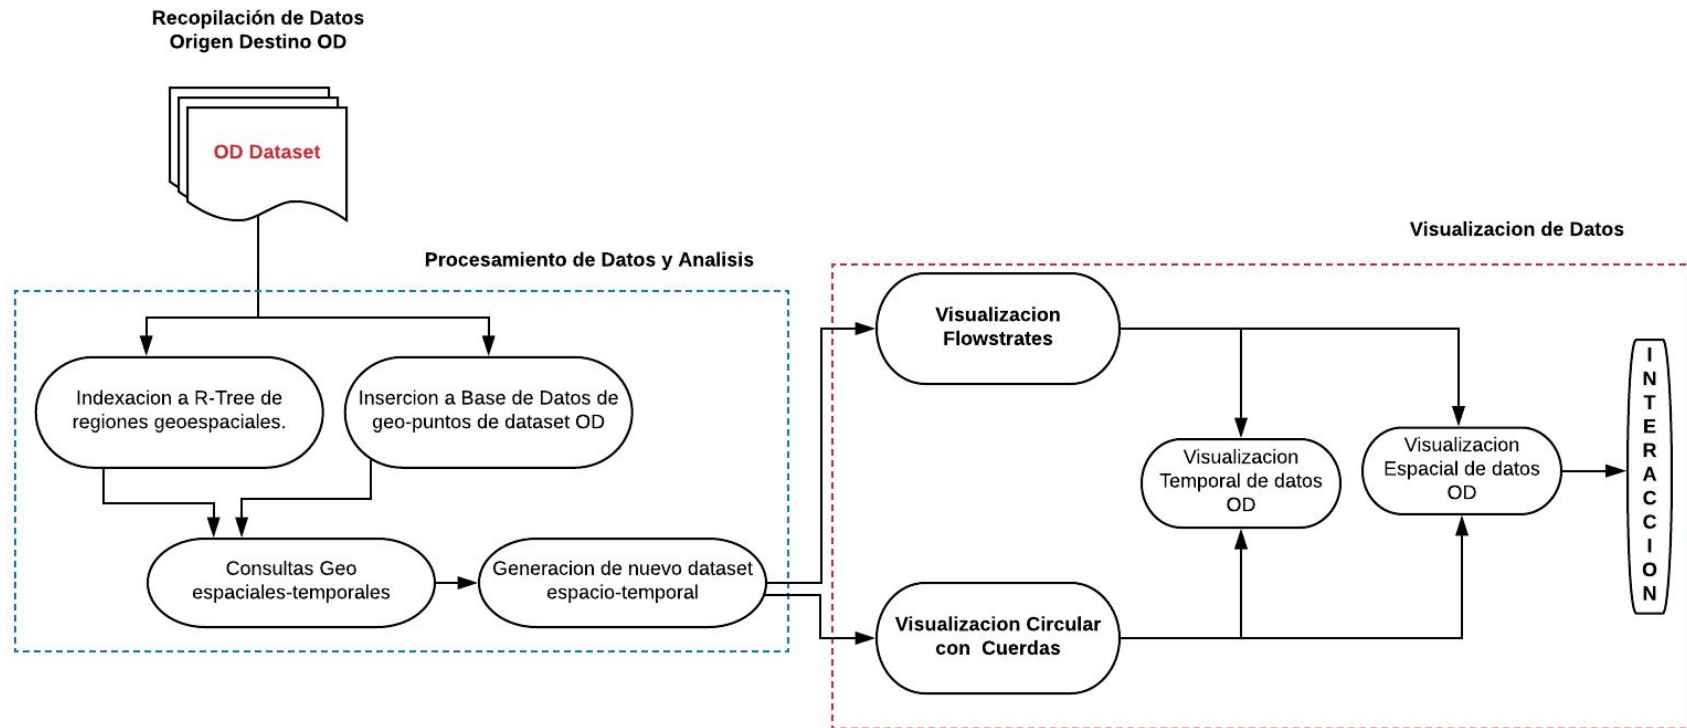 Recopilación de Datos
Origen Destino OD
OD Dataset
Procesamiento de Datos y Analisis
Indexacion a R-Tree de
regiones geoespaciales.
Insercion a Base de Datos de
geo-puntos de dataset OD
Consultas Geo
espaciales-temporales
Generacion de nuevo dataset
espacio-temporal
Visualizacion de Datos
Visualizacion
Flowstrates
Visualizacion
Temporal de datos
OD
Visualizacion
Espacial de datos
OD
Visualizacion Circular
con Cuerdas
I
N
T
E
R
A
C
C
I
O
N